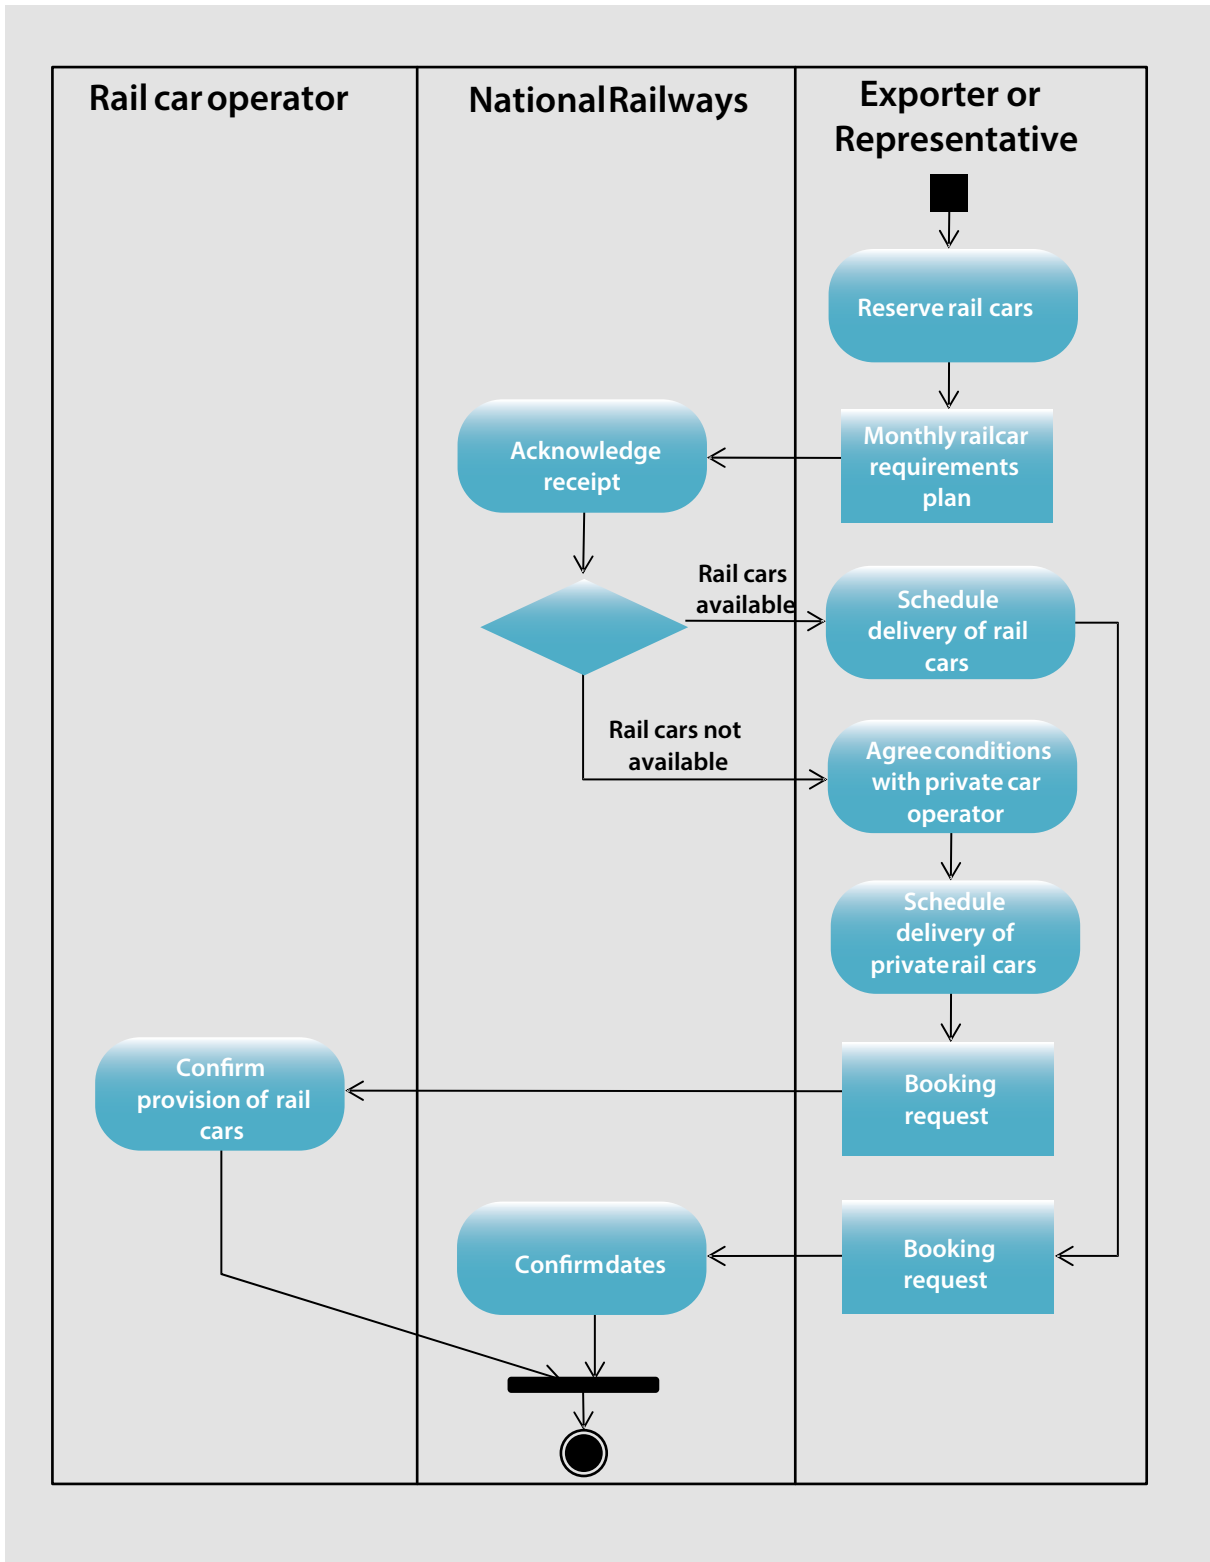 Rail car operator
National Railways
Exporter or
Representative
Reserve rail cars
Monthly railcar
requirements
plan
Acknowledge
receipt
Rail cars
available
Schedule
delivery of rail
cars
Rail cars not
available
Agree conditions
with private car
operator
Schedule
delivery of
private rail cars
Booking
request
Confirm
provision of rail
cars
Booking
request
Confirm dates